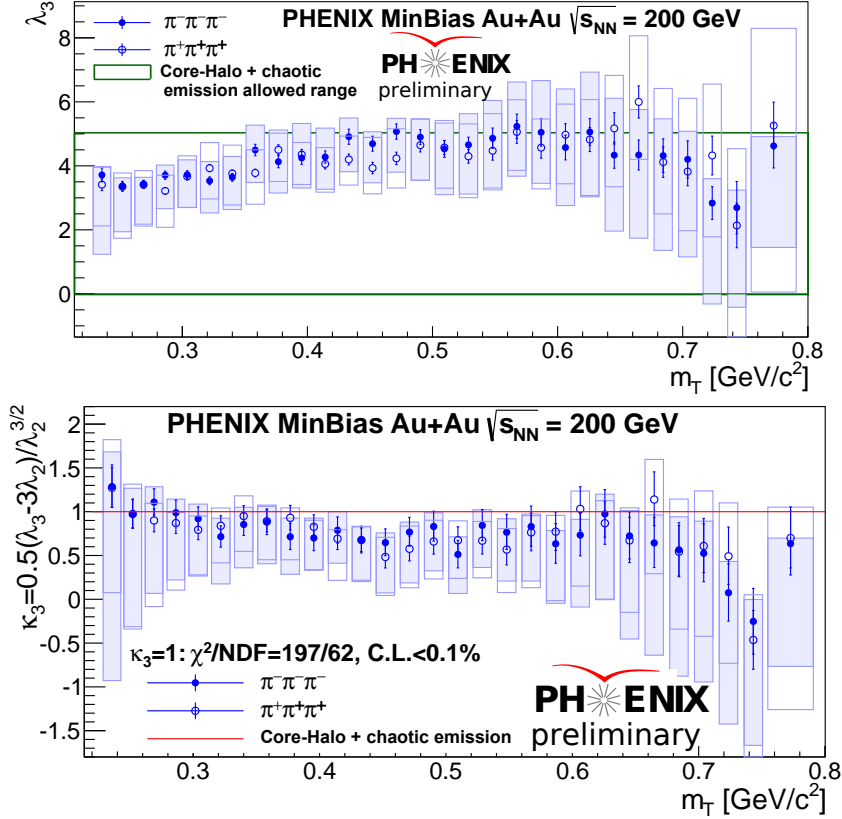 PHENIX MinBias Au+Au √sNN = 200 GeV
λ3
π⁻π⁻π⁻
π⁺π⁺π⁺
Core-Halo + chaotic
emission allowed range
PH ENIX
preliminary
8
6
4
2
0
0.3 0.4 0.5 0.6 0.7 0.8
mT [GeV/c²]
PHENIX MinBias Au+Au √sNN = 200 GeV
κ3=0.5(λ3-3λ2)/λ2^3/2
2
1.5
1
0.5
0
-0.5
-1
-1.5
κ3=1: χ²/NDF=197/62, C.L.<0.1%
π⁻π⁻π⁻
π⁺π⁺π⁺
Core-Halo + chaotic emission
PH ENIX
preliminary
0.3 0.4 0.5 0.6 0.7 0.8
mT [GeV/c²]